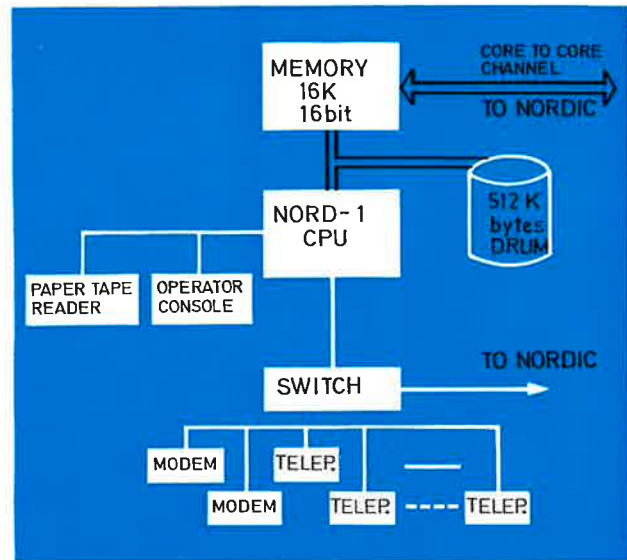 MEMORY
16K
16bit
CORE TO CORE
CHANNEL
TO NORDIC
NORD-1
CPU
512 K
bytes
DRUM
PAPER TAPE
READER
OPERATOR
CONSOLE
SWITCH
TO NORDIC
MODEM
TELEP.
MODEM
TELEP.
TELEP.